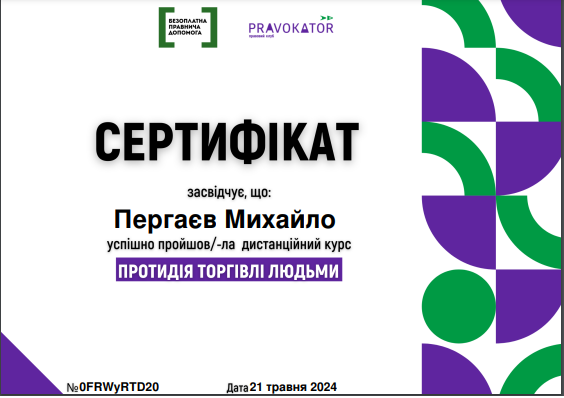 БЕЗОПЛАТНА
ПРАВНИЧА
ДОПОМОГА
PRAVOKATOR
правовий клуб
СЕРТИФІКАТ
засвідчує, що:
Пергаєв Михайло
успішно пройшов/-ла дистанційний курс
ПРОТИДІЯ ТОРГІВЛІ ЛЮДЬМИ
№0FRWyRTD20 Дата 21 травня 2024